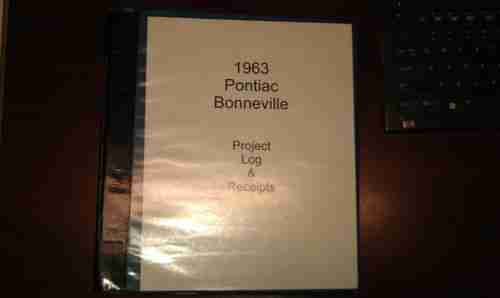 1963
Pontiac
Bonneville
Project
Log
&
Receipts